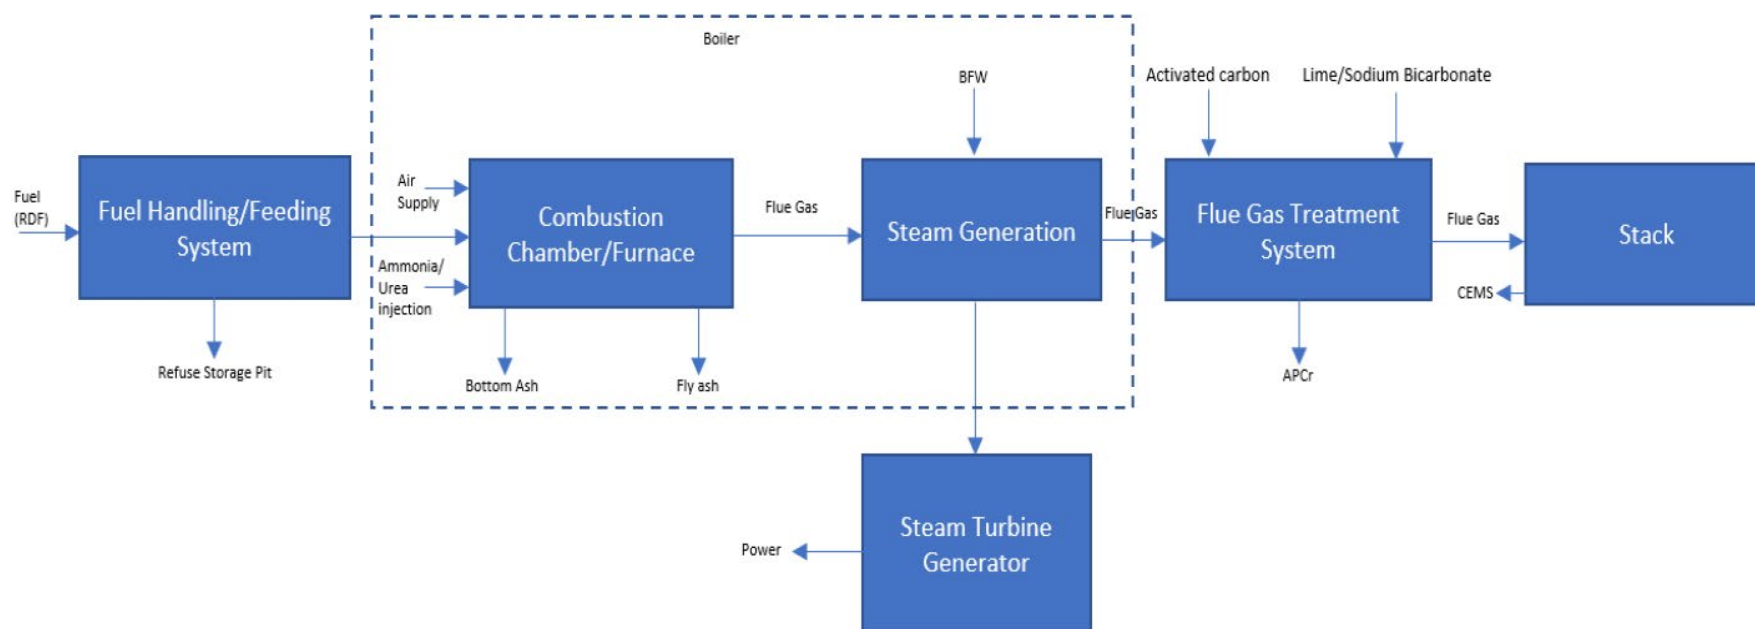 Boiler
BFW
Activated carbon
Lime/Sodium Bicarbonate
Fuel
(RDF)
Fuel Handling/Feeding
System
Air
Supply
Ammonia/
Urea
injection
Combustion
Chamber/Furnace
Flue Gas
Steam Generation
Flue Gas
Flue Gas Treatment
System
Flue Gas
Stack
CEMS
Refuse Storage Pit
Bottom Ash
Fly ash
APCr
Steam Turbine
Generator
Power